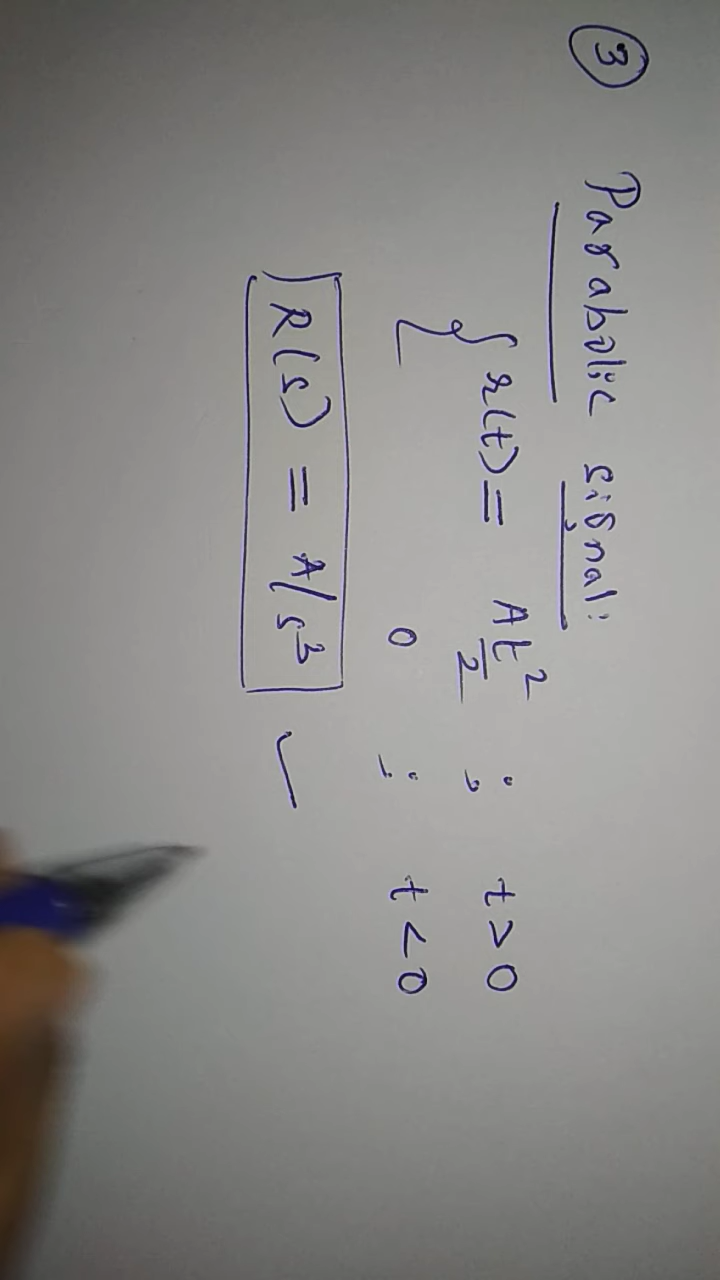 ③ Parabolic signal:
r(t) = At²/2 ; t>0
0 ; t<0
R(s) = A/s³ ✓